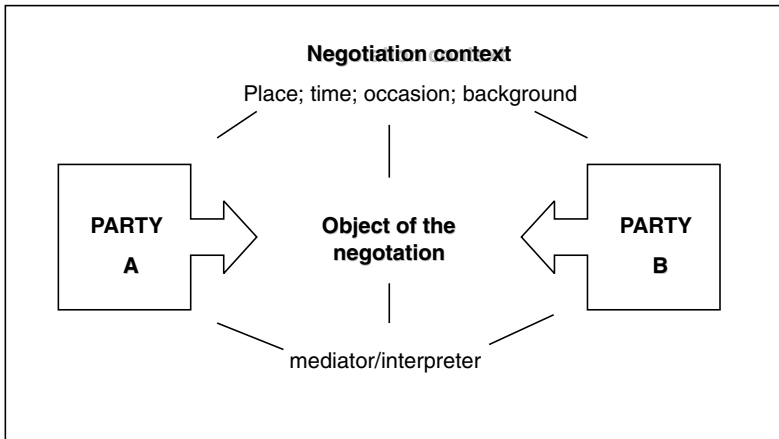 Negotiation context
Place; time; occasion; background
PARTY
A
Object of the
negotation
PARTY
B
mediator/interpreter